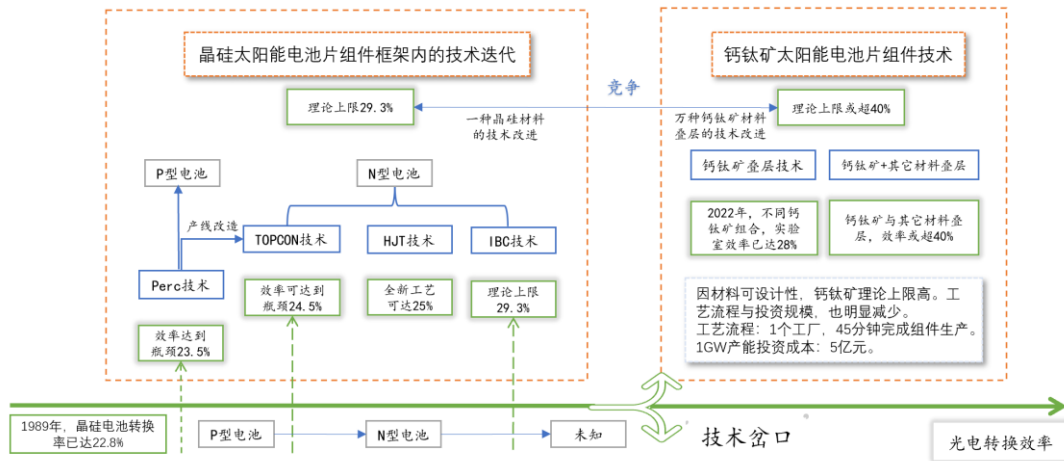 晶硅太阳能电池片组件框架内的技术迭代
理论上限29.3%
竞争
一种晶硅材料
的技术改进
P型电池
N型电池
产线改造
TOPCON技术
HJT技术
IBC技术
Perc技术
效率可达到
瓶颈24.5%
全新工艺
可达25%
理论上限
29.3%
效率达到
瓶颈23.5%
钙钛矿太阳能电池片组件技术
理论上限或超40%
万种钙钛矿材料
叠层的技术改进
钙钛矿叠层技术
钙钛矿+其它材料叠层
2022年，不同钙
钛矿组合，实验
室效率已达28%
钙钛矿与其它材料叠
层，效率或超40%
因材料可设计性，钙钛矿理论上限高。工
艺流程与投资规模，也明显减少。
工艺流程：1个工厂，45分钟完成组件生产。
1GW产能投资成本：5亿元。
1989年，晶硅电池转换
率已达22.8%
P型电池
N型电池
未知
技术岔口
光电转换效率